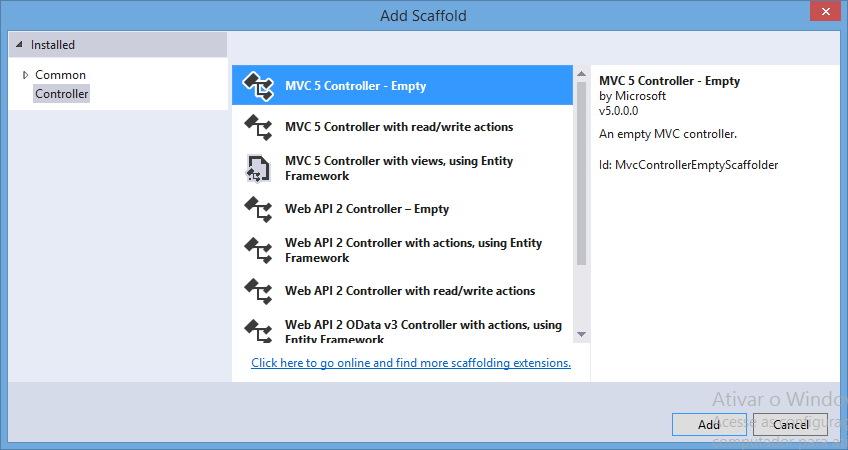 Add Scaffold
Installed
Common
Controller
MVC 5 Controller - Empty
MVC 5 Controller with read/write actions
MVC 5 Controller with views, using Entity
Framework
Web API 2 Controller – Empty
Web API 2 Controller with actions, using Entity
Framework
Web API 2 Controller with read/write actions
Web API 2 OData v3 Controller with actions, using
Entity Framework
Click here to go online and find more scaffolding extensions.
MVC 5 Controller - Empty
by Microsoft
v5.0.0.0
An empty MVC controller.
Id: MvcControllerEmptyScaffolder
Ativar o Window
Acesse as configura
computador para
Add
Cancel